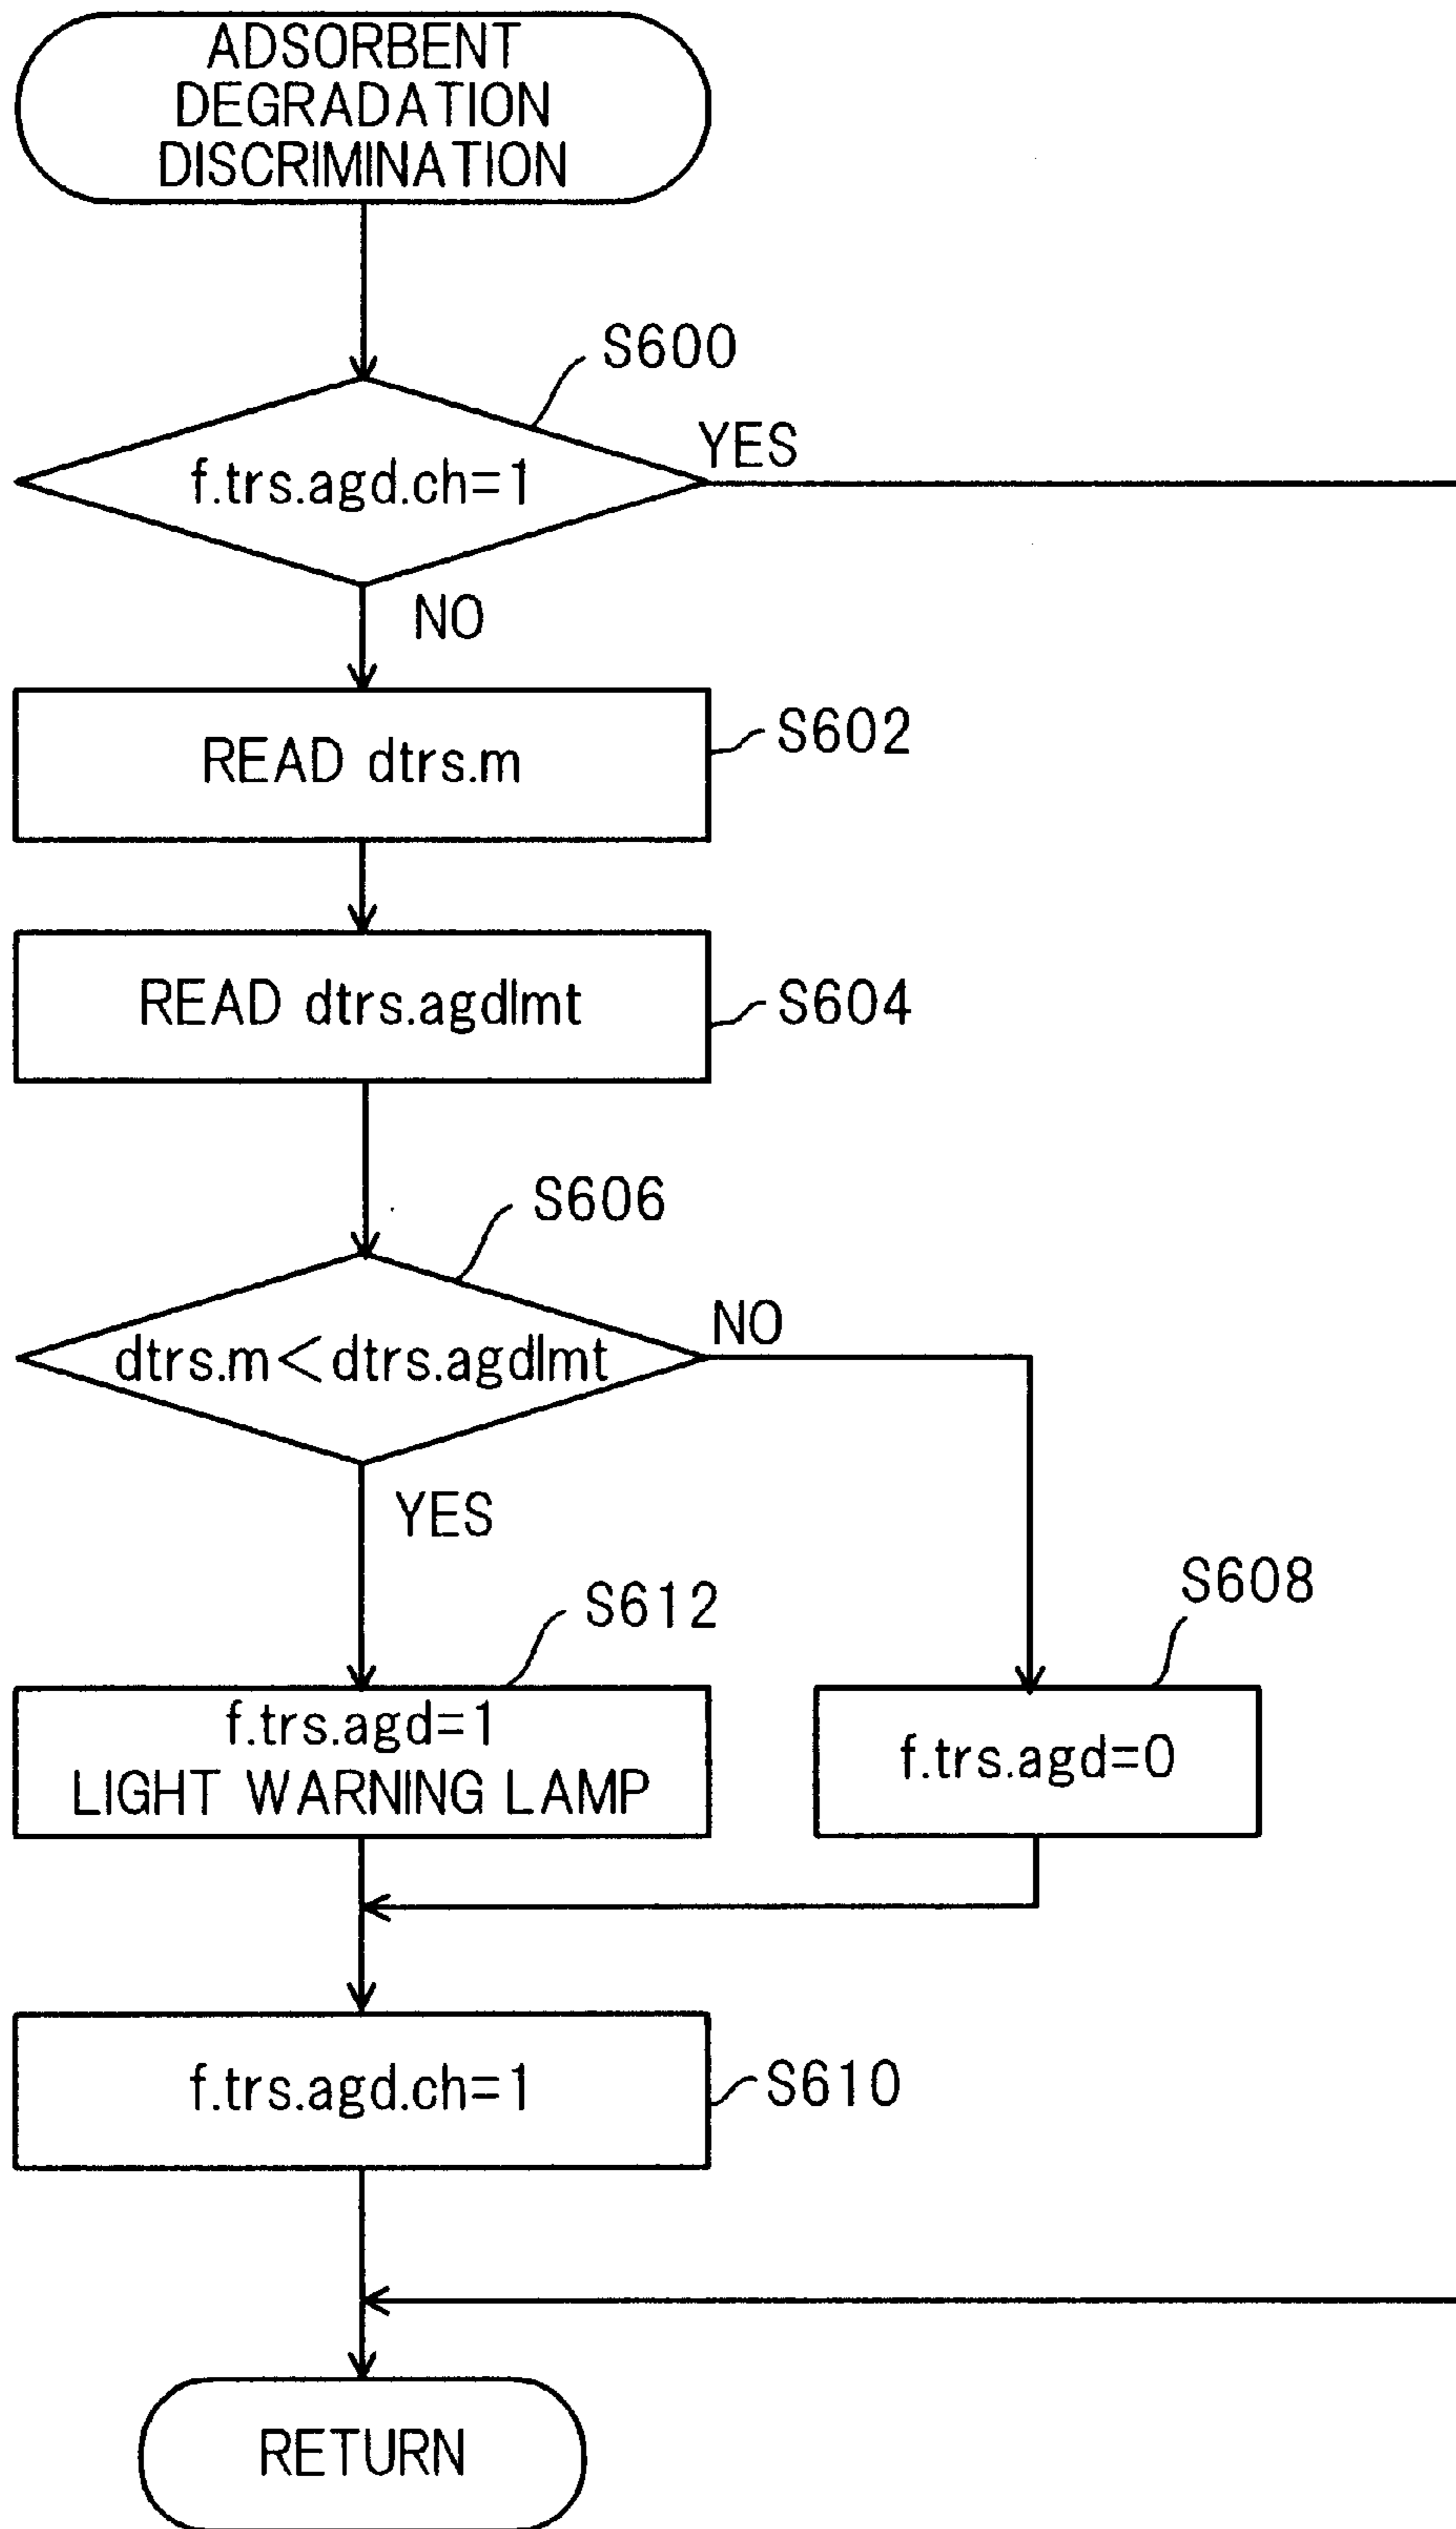 ADSORBENT
DEGRADATION
DISCRIMINATION
S600
f.trs.agd.ch=1
YES
NO
READ dtrs.m
S602
READ dtrs.agdlmt
S604
S606
dtrs.m<dtrs.agdlmt
NO
YES
S612
S608
f.trs.agd=1
LIGHT WARNING LAMP
f.trs.agd=0
f.trs.agd.ch=1
S610
RETURN